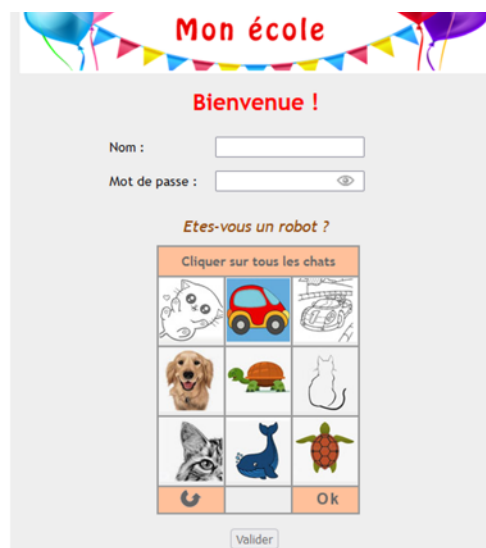 Mon école
Bienvenue !
Nom :
Mot de passe :
Etes-vous un robot ?
Cliquer sur tous les chats
Ok
Valider